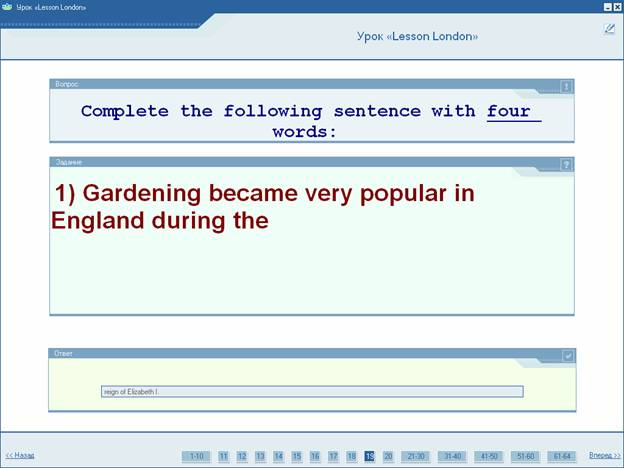 Урок «Lesson London»
Урок «Lesson London»
Вопрос
Complete the following sentence with four
words:
Задание
1) Gardening became very popular in
England during the
Ответ
reign of Elizabeth I.
<< Назад 1-10 11 12 13 14 15 16 17 18 19 20 21-30 31-40 41-50 51-60 61-64 Вперед >>